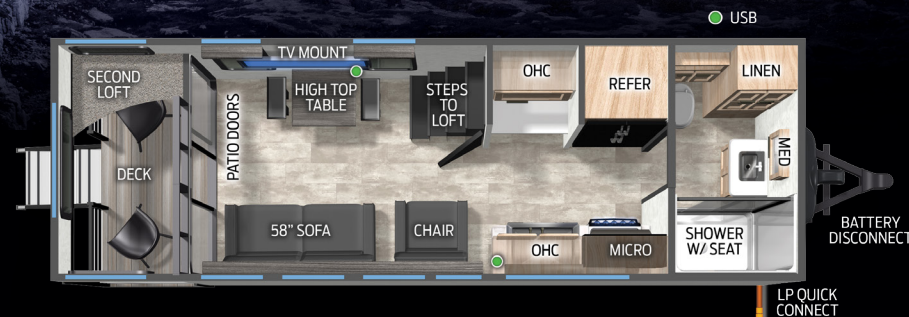 USB
TV MOUNT
SECOND
LOFT
HIGH TOP
TABLE
STEPS
TO
LOFT
OHC
REFER
LINEN
PATIO DOORS
DECK
MED
58” SOFA
CHAIR
OHC
MICRO
SHOWER
W/ SEAT
BATTERY
DISCONNECT
LP QUICK
CONNECT